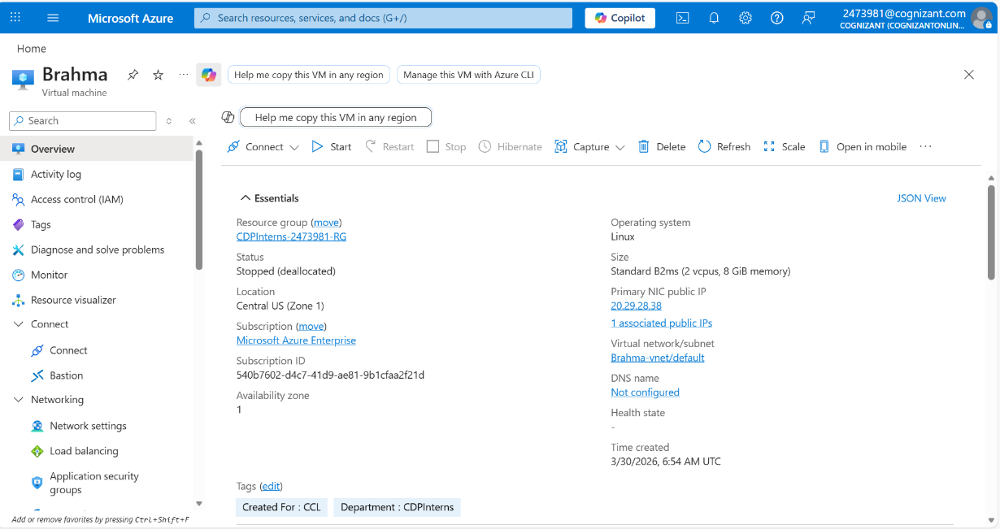 Microsoft Azure
Search resources, services, and docs (G+/)
Copilot
2473981@cognizant.com
COGNIZANT (COGNIZANTONLIN...
Home
Brahma
Virtual machine
Help me copy this VM in any region
Manage this VM with Azure CLI
Search
Help me copy this VM in any region
Connect
Start
Restart
Stop
Hibernate
Capture
Delete
Refresh
Scale
Open in mobile
Overview
Activity log
Access control (IAM)
Tags
Diagnose and solve problems
Monitor
Resource visualizer
Connect
Connect
Bastion
Networking
Network settings
Load balancing
Application security
groups
Add or remove favorites by pressing Ctrl+Shift+F
Essentials
JSON View
Resource group (move)
CDPInterns-2473981-RG
Status
Stopped (deallocated)
Location
Central US (Zone 1)
Subscription (move)
Microsoft Azure Enterprise
Subscription ID
540b7602-d4c7-41d9-ae81-9b1cfaa2f21d
Availability zone
1
Operating system
Linux
Size
Standard B2ms (2 vcpus, 8 GiB memory)
Primary NIC public IP
20.29.28.38
1 associated public IPs
Virtual network/subnet
Brahma-vnet/default
DNS name
Not configured
Health state
-
Time created
3/30/2026, 6:54 AM UTC
Tags (edit)
Created For : CCL
Department : CDPInterns